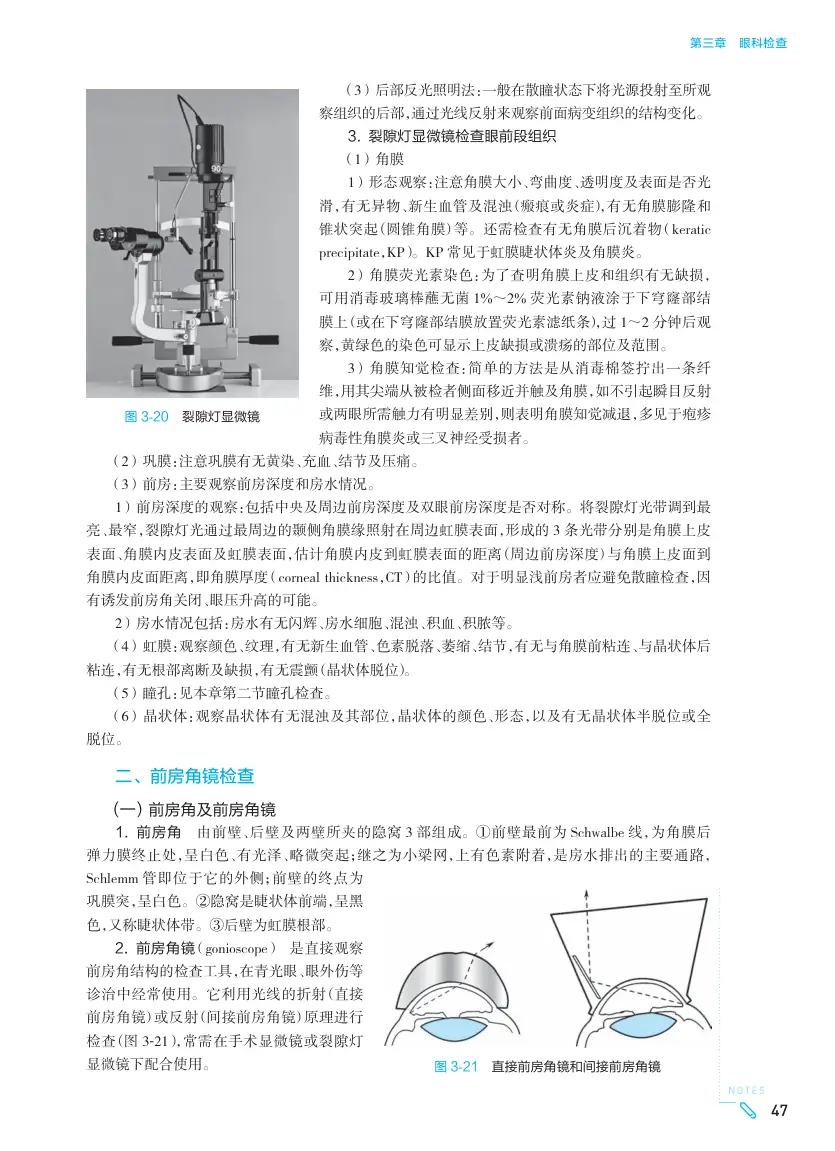 第三章 眼科检查
(3)后部反光照明法:一般在散瞳状态下将光源投射至所观
察组织的后部,通过光线反射来观察前面病变组织的结构变化。
3. 裂隙灯显微镜检查眼前段组织
(1)角膜
1)形态观察:注意角膜大小、弯曲度、透明度及表面是否光
滑,有无异物、新生血管及混浊(瘢痕或炎症),有无角膜膨隆和
锥状突起(圆锥角膜)等。还需检查有无角膜后沉着物(keratic
precipitate,KP)。KP 常见于虹膜睫状体炎及角膜炎。
2)角膜荧光素染色:为了查明角膜上皮和组织有无缺损,
可用消毒玻璃棒蘸无菌 1%～2% 荧光素钠液涂于下穹窿部结
膜上(或在下穹窿部结膜放置荧光素滤纸条),过 1～2 分钟后观
察,黄绿色的染色可显示上皮缺损或溃疡的部位及范围。
3)角膜知觉检查:简单的方法是从消毒棉签拧出一条纤
维,用其尖端从被检者侧面移近并触及角膜,如不引起瞬目反射
或两眼所需触力有明显差别,则表明角膜知觉减退,多见于疱疹
病毒性角膜炎或三叉神经受损者。
90
图 3-20 裂隙灯显微镜
(2)巩膜:注意巩膜有无黄染、充血、结节及压痛。
(3)前房:主要观察前房深度和房水情况。
1)前房深度的观察:包括中央及周边前房深度及双眼前房深度是否对称。将裂隙灯光带调到最
亮、最窄,裂隙灯光通过最周边的颞侧角膜缘照射在周边虹膜表面,形成的 3 条光带分别是角膜上皮
表面、角膜内皮表面及虹膜表面,估计角膜内皮到虹膜表面的距离(周边前房深度)与角膜上皮面到
角膜内皮面距离,即角膜厚度(corneal thickness,CT)的比值。对于明显浅前房者应避免散瞳检查,因
有诱发前房角关闭、眼压升高的可能。
2)房水情况包括:房水有无闪辉、房水细胞、混浊、积血、积脓等。
(4)虹膜:观察颜色、纹理,有无新生血管、色素脱落、萎缩、结节,有无与角膜前粘连、与晶状体后
粘连,有无根部离断及缺损,有无震颤(晶状体脱位)。
(5)瞳孔:见本章第二节瞳孔检查。
(6)晶状体:观察晶状体有无混浊及其部位,晶状体的颜色、形态,以及有无晶状体半脱位或全
脱位。
二、前房角镜检查
(一)前房角及前房角镜
1. 前房角 由前壁、后壁及两壁所夹的隐窝 3 部组成。①前壁最前为 Schwalbe 线,为角膜后
弹力膜终止处,呈白色、有光泽、略微突起;继之为小梁网,上有色素附着,是房水排出的主要通路,
Schlemm 管即位于它的外侧;前壁的终点为
巩膜突,呈白色。②隐窝是睫状体前端,呈黑
色,又称睫状体带。③后壁为虹膜根部。
2. 前房角镜(gonioscope) 是直接观察
前房角结构的检查工具,在青光眼、眼外伤等
诊治中经常使用。它利用光线的折射(直接
前房角镜)或反射(间接前房角镜)原理进行
检查(图 3-21),常需在手术显微镜或裂隙灯
显微镜下配合使用。
图 3-21 直接前房角镜和间接前房角镜
NOTES
47